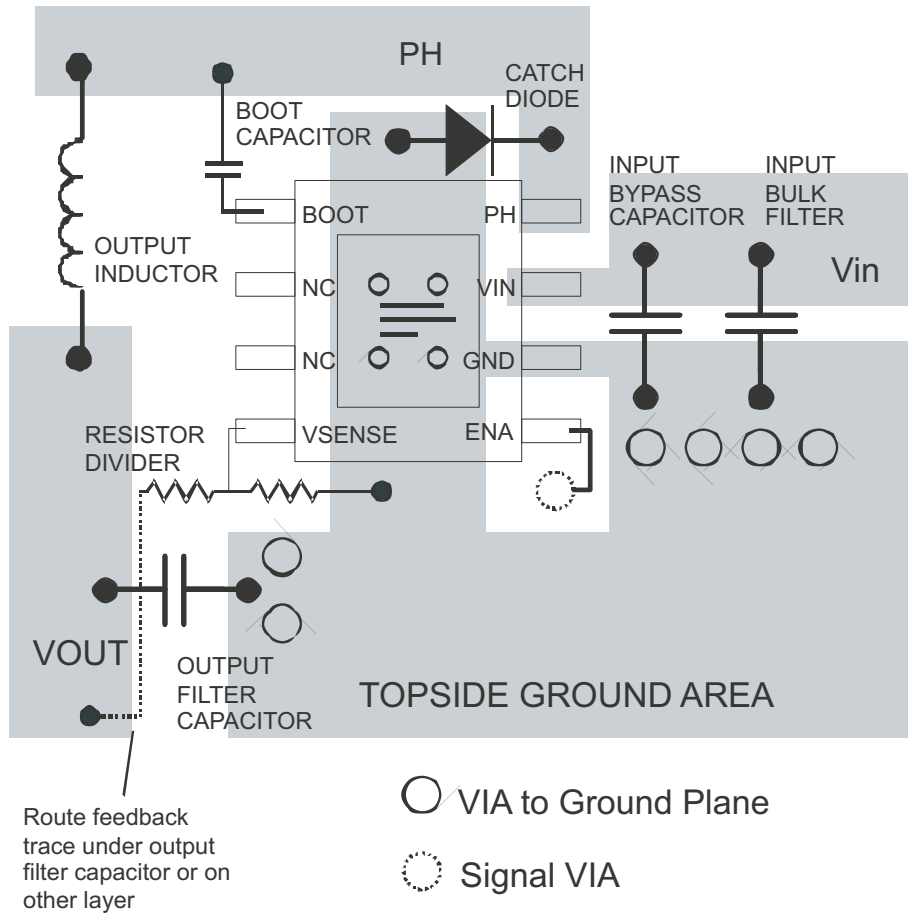 PH
CATCH
DIODE
BOOT
CAPACITOR
INPUT
BYPASS
CAPACITOR
INPUT
BULK
FILTER
BOOT
PH
OUTPUT
INDUCTOR
Vin
NC
VIN
NC
GND
RESISTOR
DIVIDER
VSENSE
ENA
VOUT
OUTPUT
FILTER
CAPACITOR
TOPSIDE GROUND AREA
Route feedback
trace under output
filter capacitor or on
other layer
VIA to Ground Plane
Signal VIA